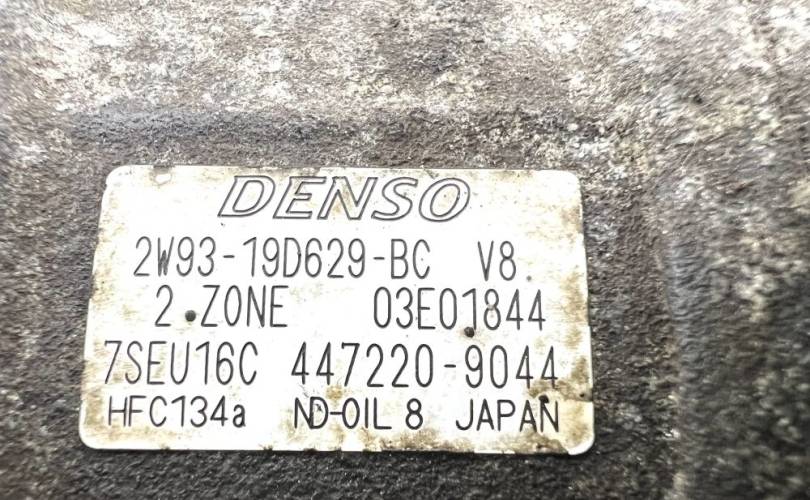 DENSO
2W93-19D629-BC V8
2.ZONE 03E01844
7SEU16C 447220-9044
HFC134a ND-OIL 8 JAPAN